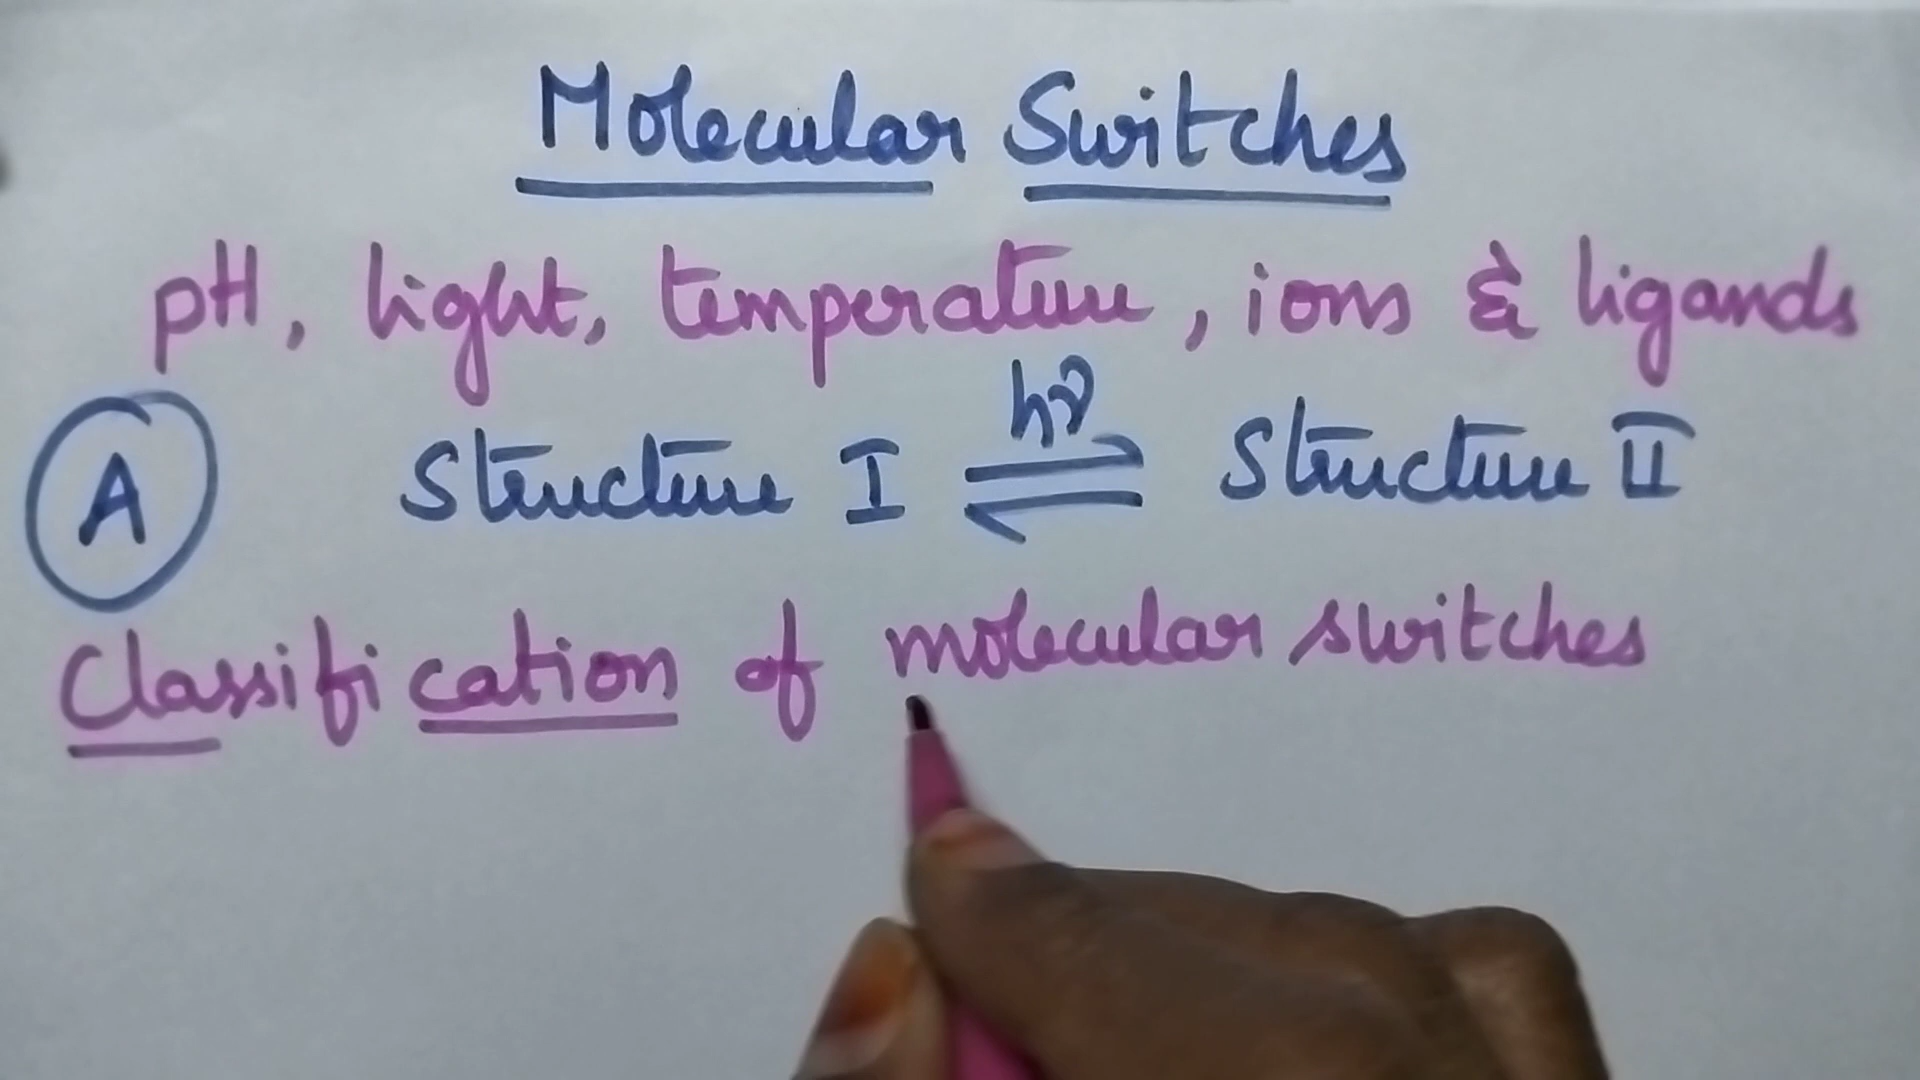 Molecular Switches
pH, light, temperature, ions & ligands
hν
A Structure I ⇌ Structure II
Classification of molecular switches